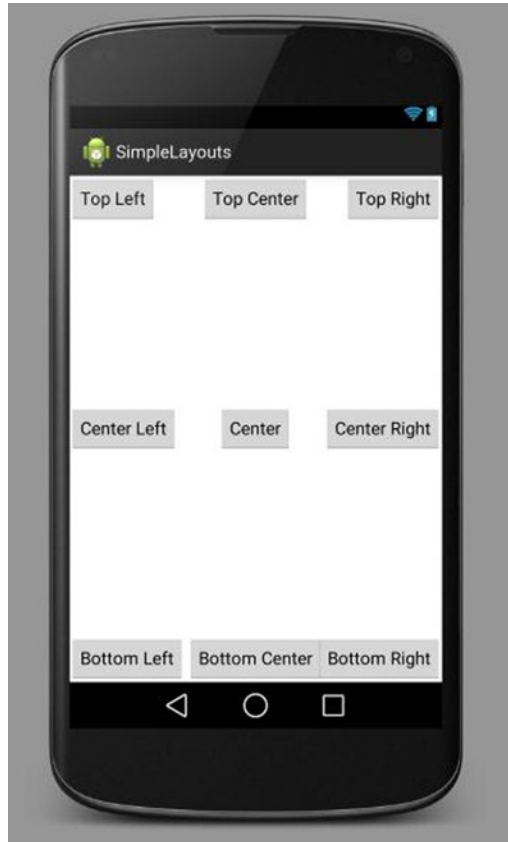 SimpleLayouts
Top Left
Top Center
Top Right
Center Left
Center
Center Right
Bottom Left
Bottom Center
Bottom Right